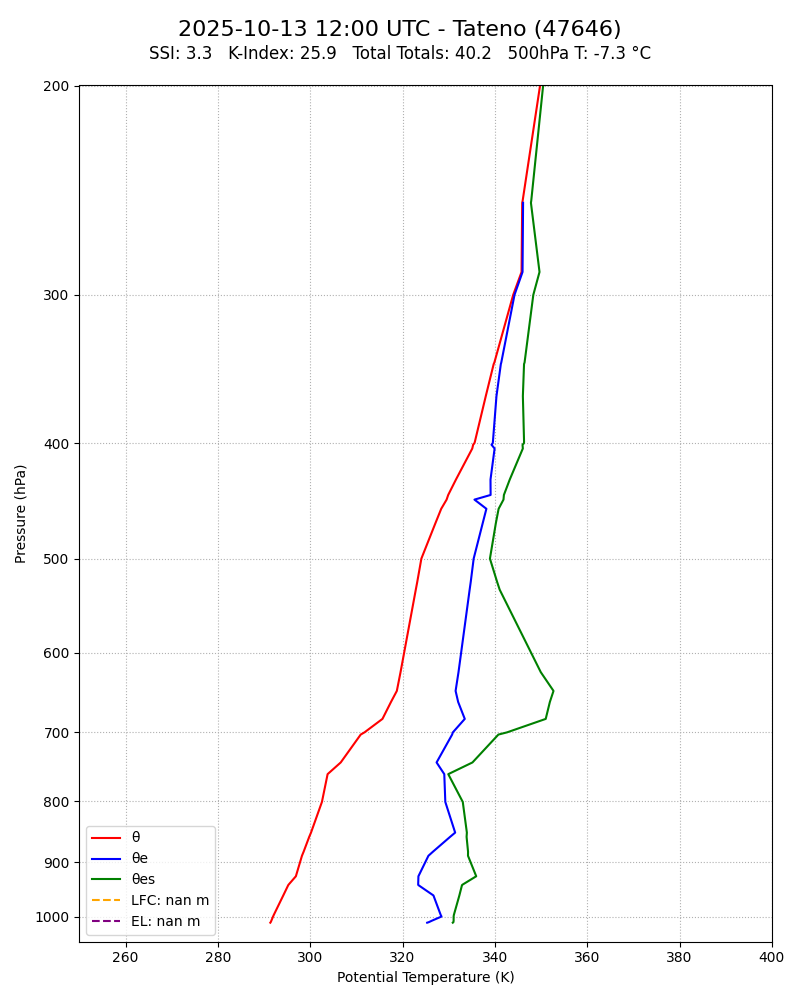 2025-10-13 12:00 UTC - Tateno (47646)
SSI: 3.3 K-Index: 25.9 Total Totals: 40.2 500hPa T: -7.3 °C
200
300
400
500
600
700
800
900
1000
Pressure (hPa)
θ
θe
θes
LFC: nan m
EL: nan m
260 280 300 320 340 360 380 400
Potential Temperature (K)